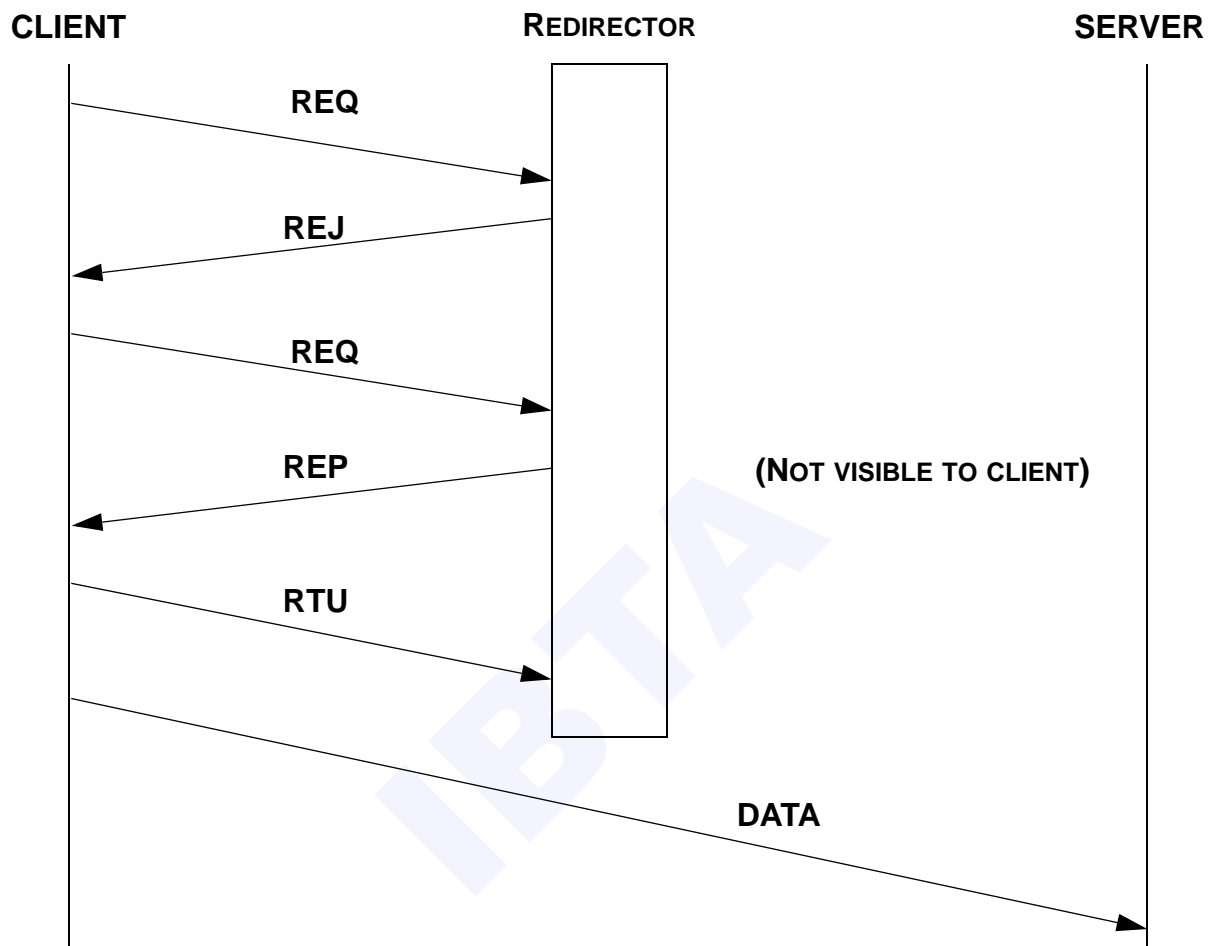 CLIENT
REDIRECTOR
SERVER
REQ
REJ
REQ
REP
(NOT VISIBLE TO CLIENT)
RTU
DATA
IBTA